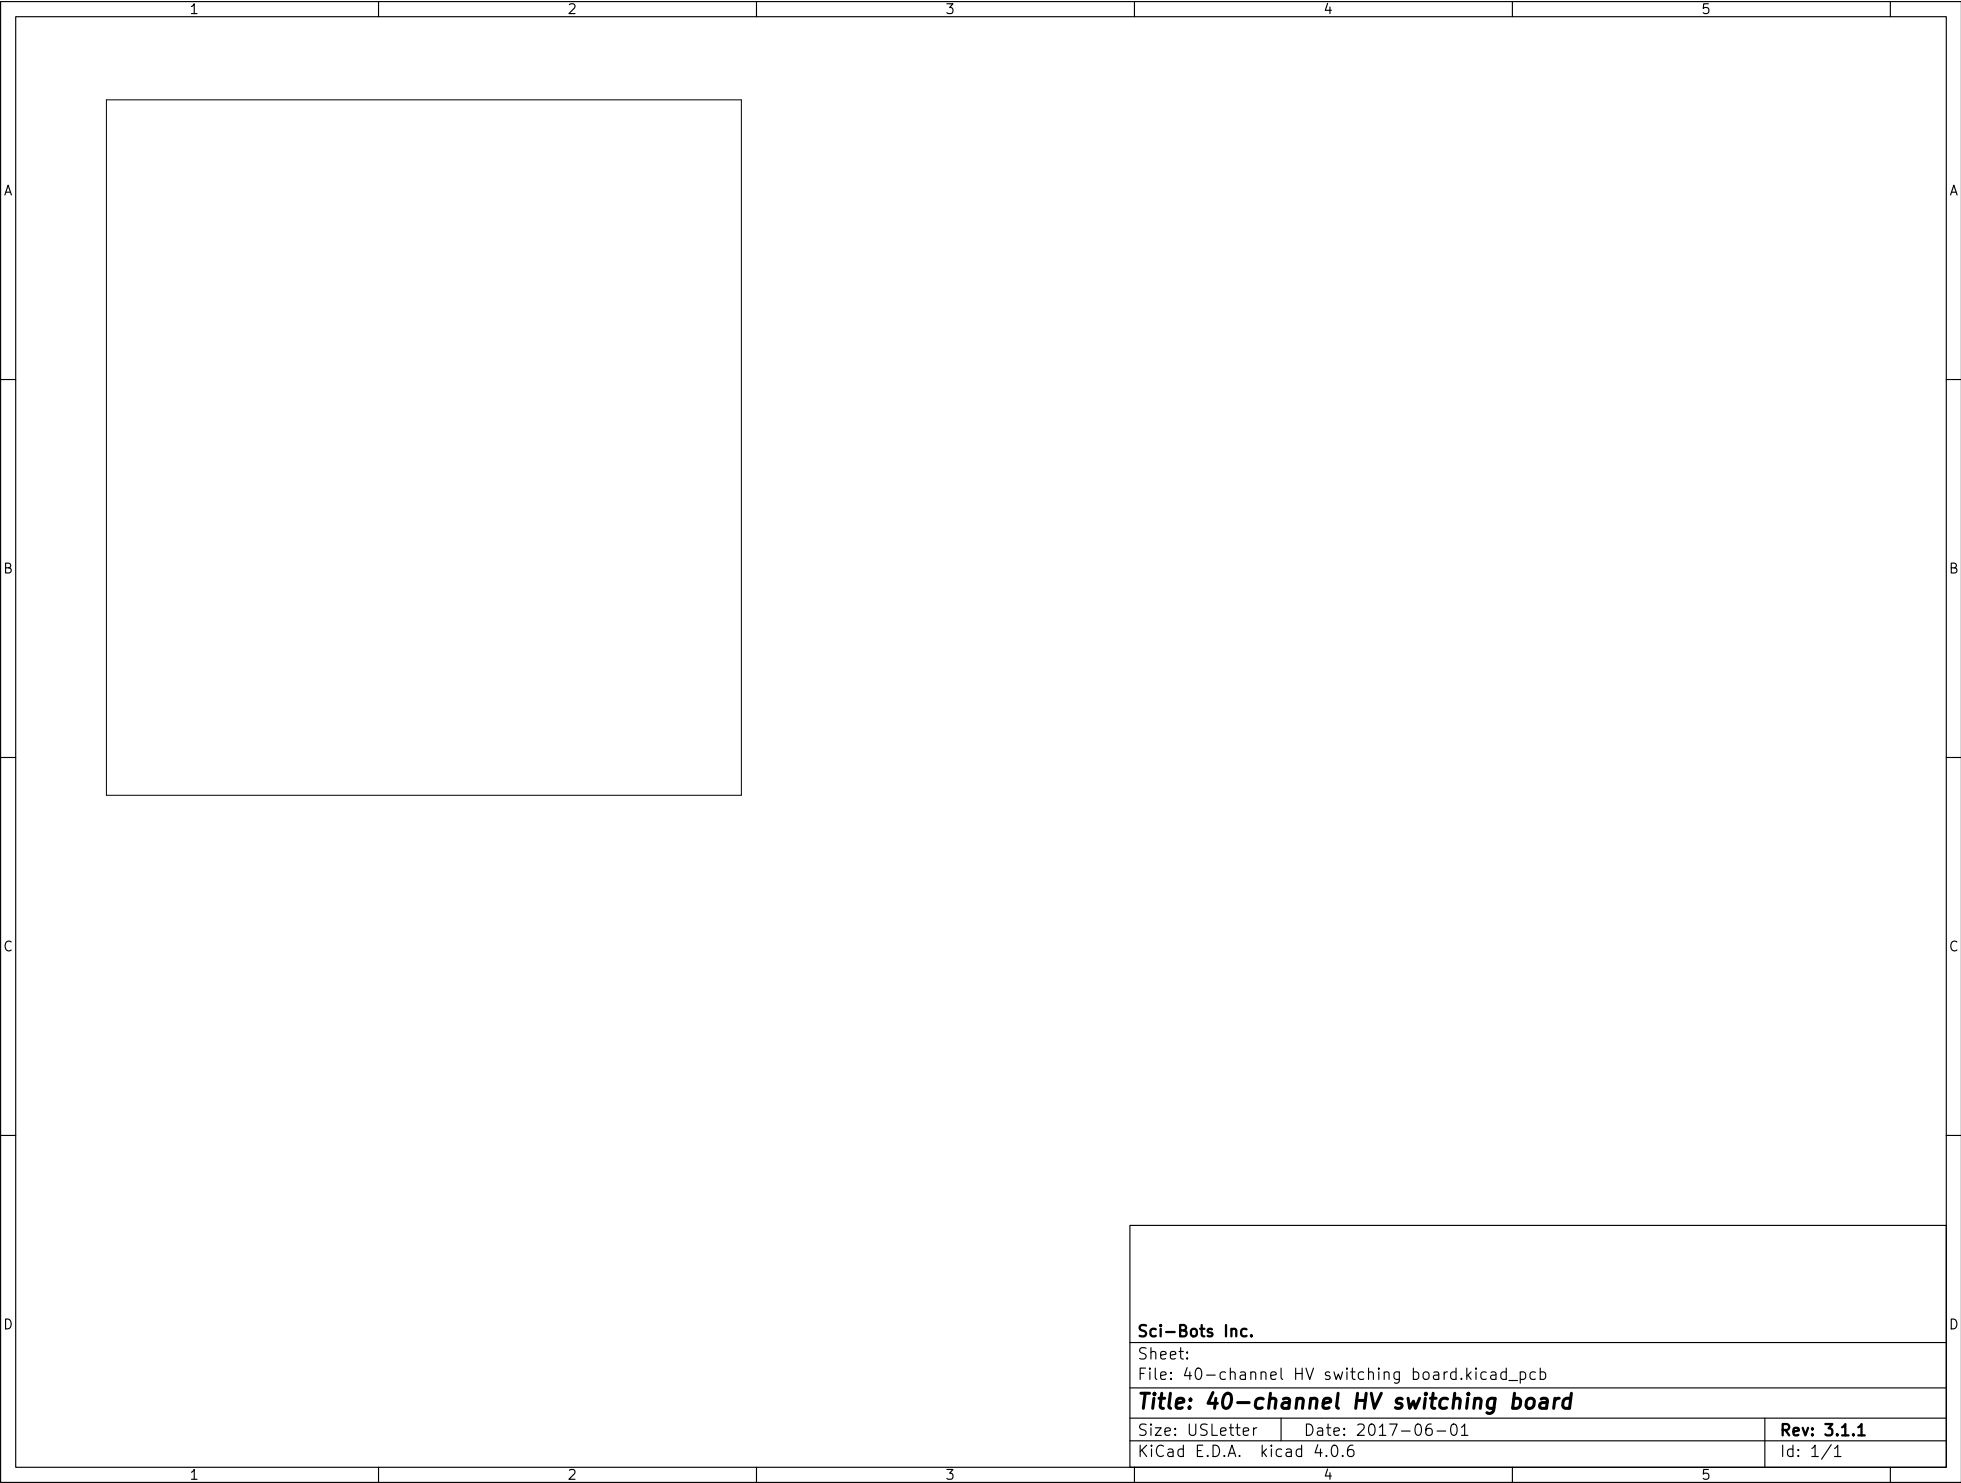 1 2 3 4 5
A A
B B
C C
D D
Sci-Bots Inc.
Sheet:
File: 40-channel HV switching board.kicad_pcb
Title: 40-channel HV switching board
Size: USLetter Date: 2017-06-01 Rev: 3.1.1
KiCad E.D.A. kicad 4.0.6 Id: 1/1
1 2 3 4 5